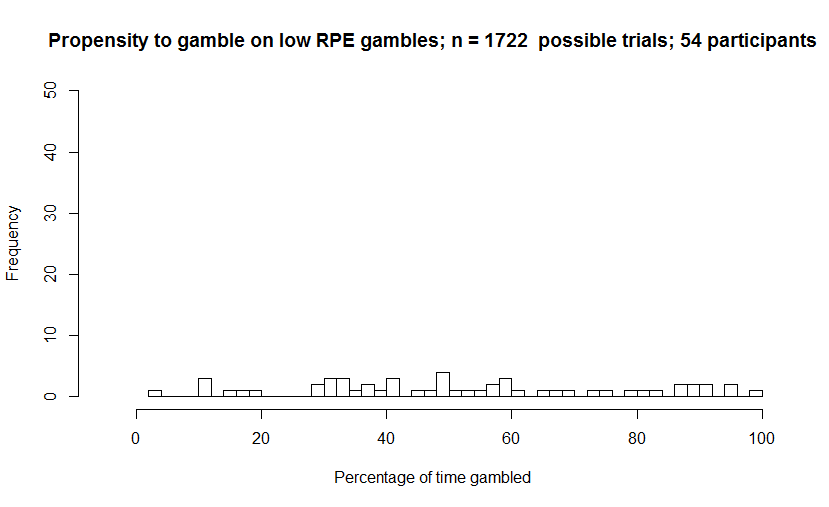 Propensity to gamble on low RPE gambles; n = 1722  possible trials; 54 participants
50
40
30
20
10
0
Frequency
0 20 40 60 80 100
Percentage of time gambled